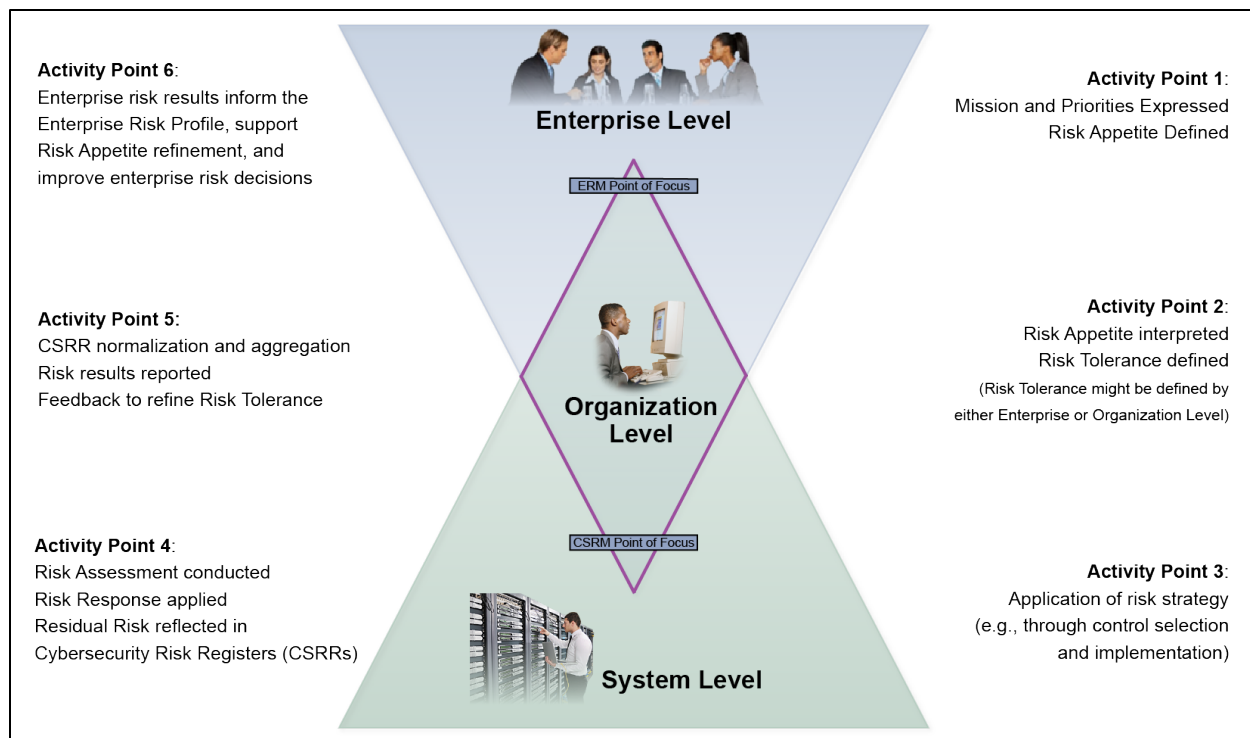 Activity Point 6:
Enterprise risk results inform the
Enterprise Risk Profile, support
Risk Appetite refinement, and
improve enterprise risk decisions
Enterprise Level
Activity Point 1:
Mission and Priorities Expressed
Risk Appetite Defined
ERM Point of Focus
Activity Point 5:
CSRR normalization and aggregation
Risk results reported
Feedback to refine Risk Tolerance
Organization
Level
Activity Point 2:
Risk Appetite interpreted
Risk Tolerance defined
(Risk Tolerance might be defined by
either Enterprise or Organization Level)
CSRM Point of Focus
Activity Point 4:
Risk Assessment conducted
Risk Response applied
Residual Risk reflected in
Cybersecurity Risk Registers (CSRRs)
System Level
Activity Point 3:
Application of risk strategy
(e.g., through control selection
and implementation)